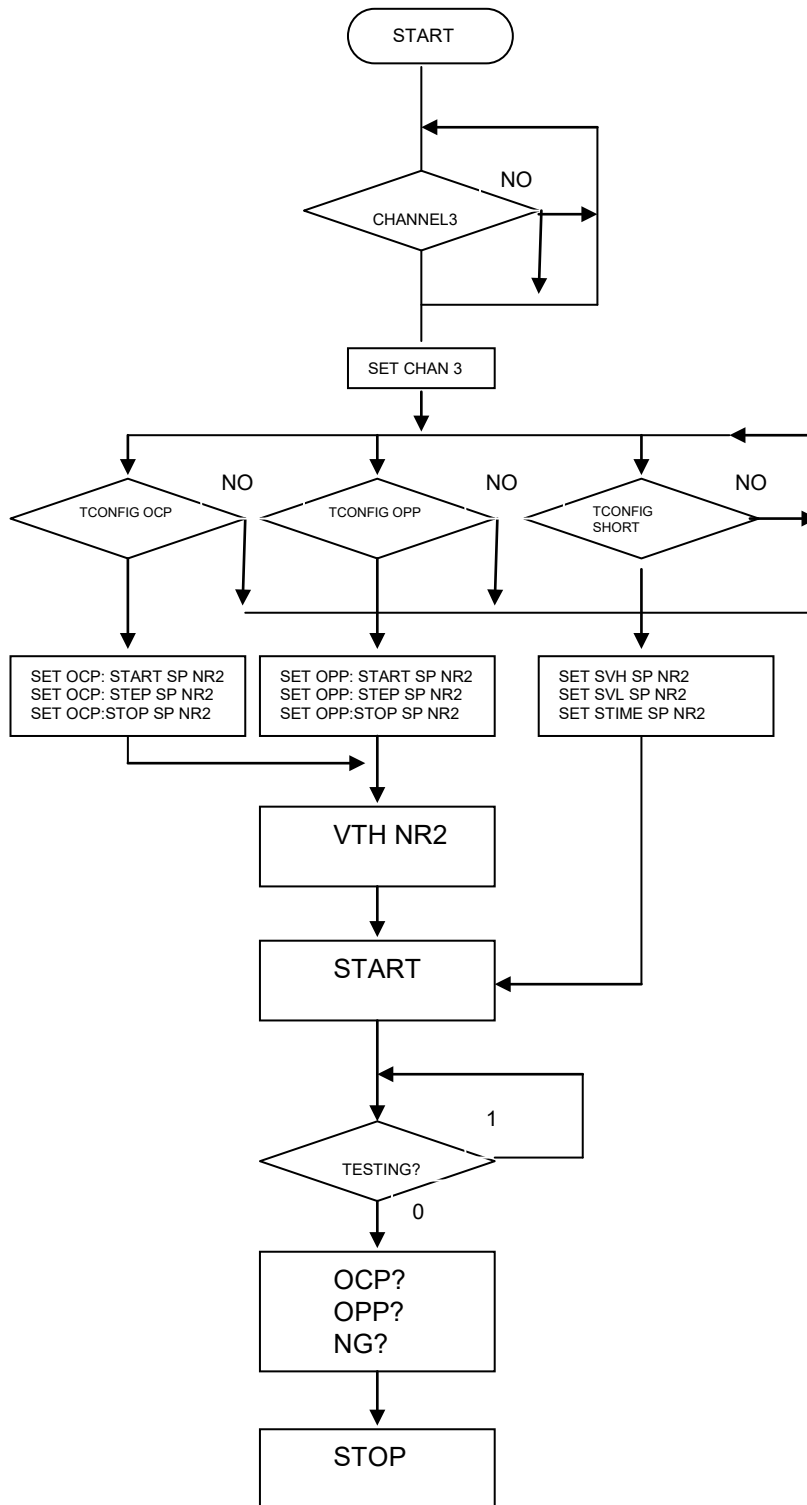 START
NO
CHANNEL3
SET CHAN 3
NO
NO
NO
TCONFIG OCP
TCONFIG OPP
TCONFIG
SHORT
SET OCP: START SP NR2
SET OCP: STEP SP NR2
SET OCP:STOP SP NR2
SET OPP: START SP NR2
SET OPP: STEP SP NR2
SET OPP:STOP SP NR2
SET SVH SP NR2
SET SVL SP NR2
SET STIME SP NR2
VTH NR2
START
1
TESTING?
0
OCP?
OPP?
NG?
STOP